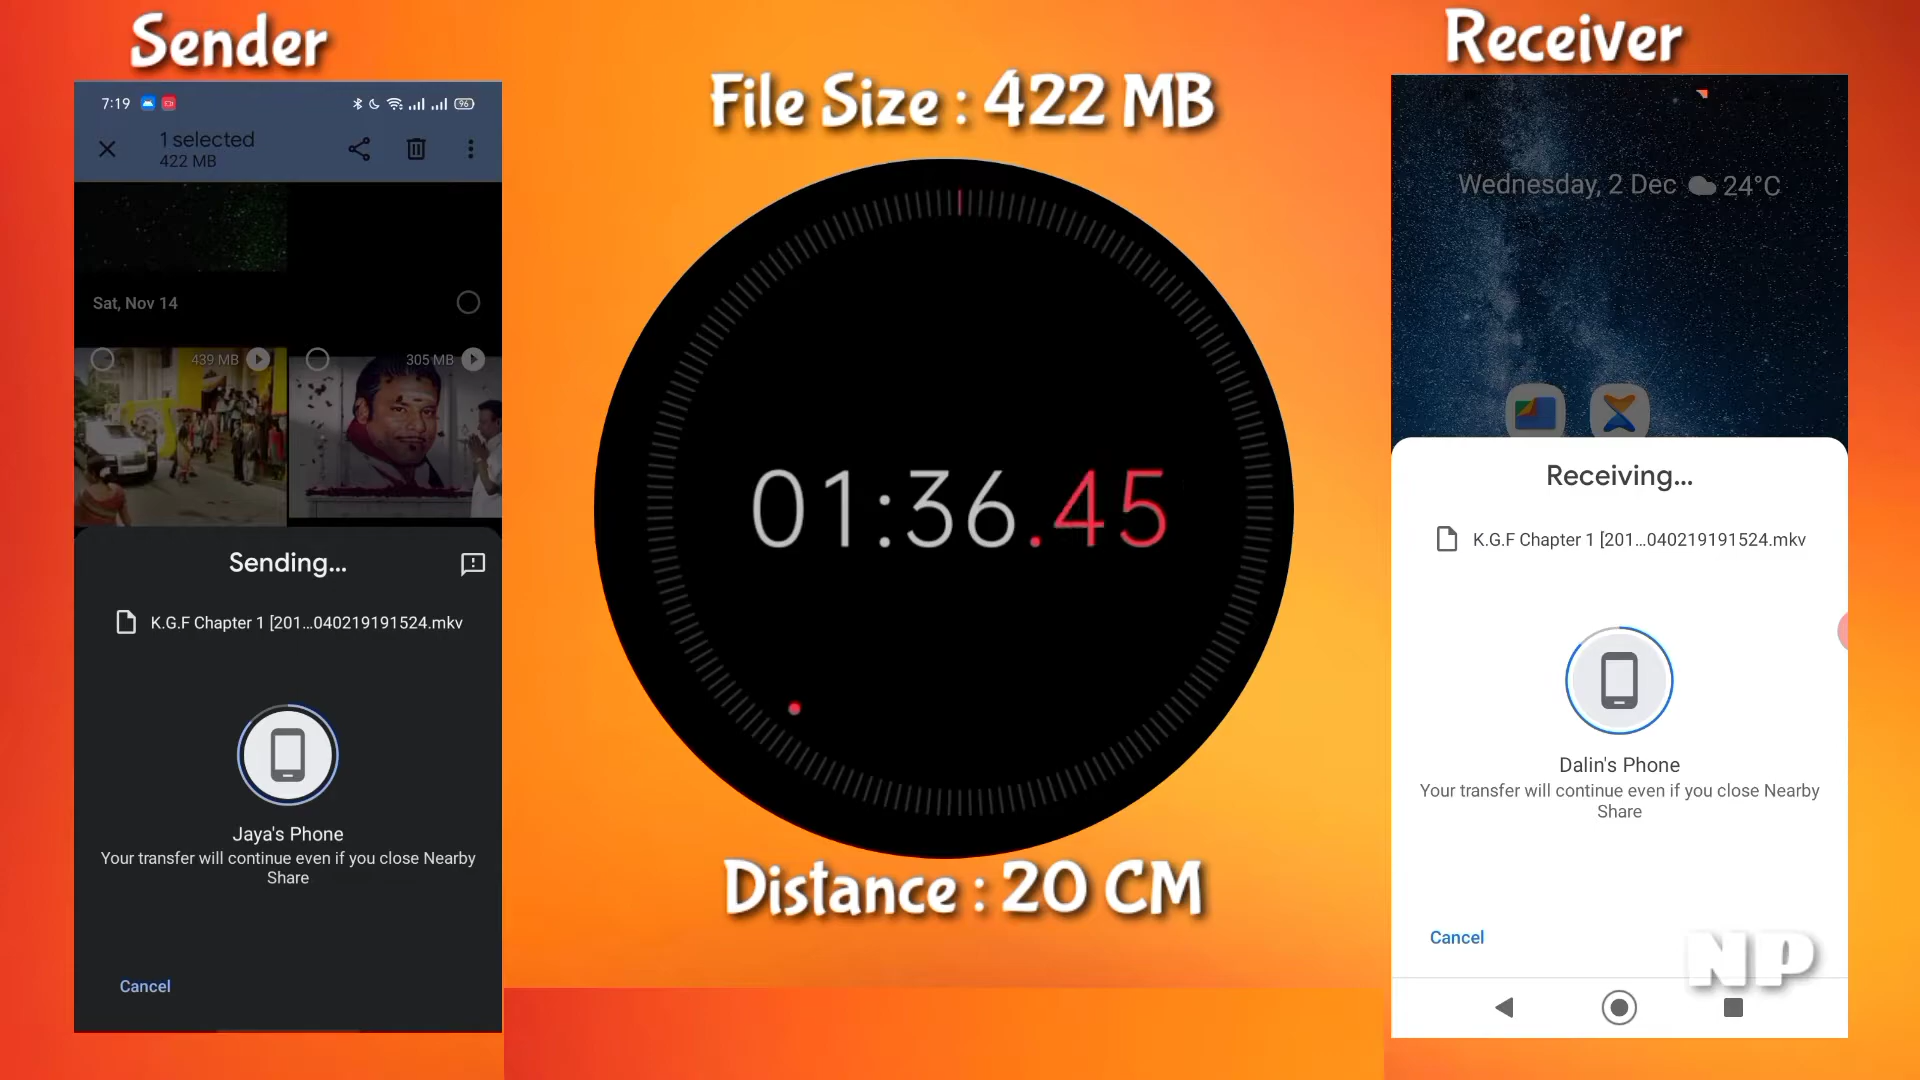 Sender
7:19
96
1 selected
422 MB
Sat, Nov 14
439 MB
305 MB
Sending...
K.G.F Chapter 1 [201...040219191524.mkv
Jaya's Phone
Your transfer will continue even if you close Nearby
Share
Cancel
File Size : 422 MB
01:36.45
Distance : 20 CM
Receiver
Wednesday, 2 Dec 24°C
Receiving...
K.G.F Chapter 1 [201...040219191524.mkv
Dalin's Phone
Your transfer will continue even if you close Nearby
Share
Cancel
NP